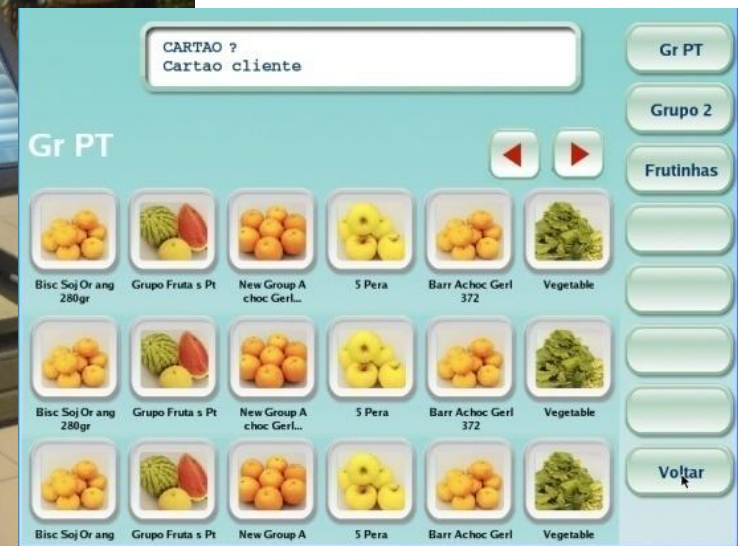 CARTAO ?
Cartao cliente
Gr PT
Grupo 2
Frutinhas
Voltar
Gr PT
Bisc Soj Or ang
280gr
Grupo Fruta s Pt
New Group A
choc Gerl...
5 Pera
Barr Achoc Gerl
372
Vegetable
Bisc Soj Or ang
280gr
Grupo Fruta s Pt
New Group A
choc Gerl...
5 Pera
Barr Achoc Gerl
372
Vegetable
Bisc Soj Or ang
Grupo Fruta s Pt
New Group A
5 Pera
Barr Achoc Gerl
Vegetable